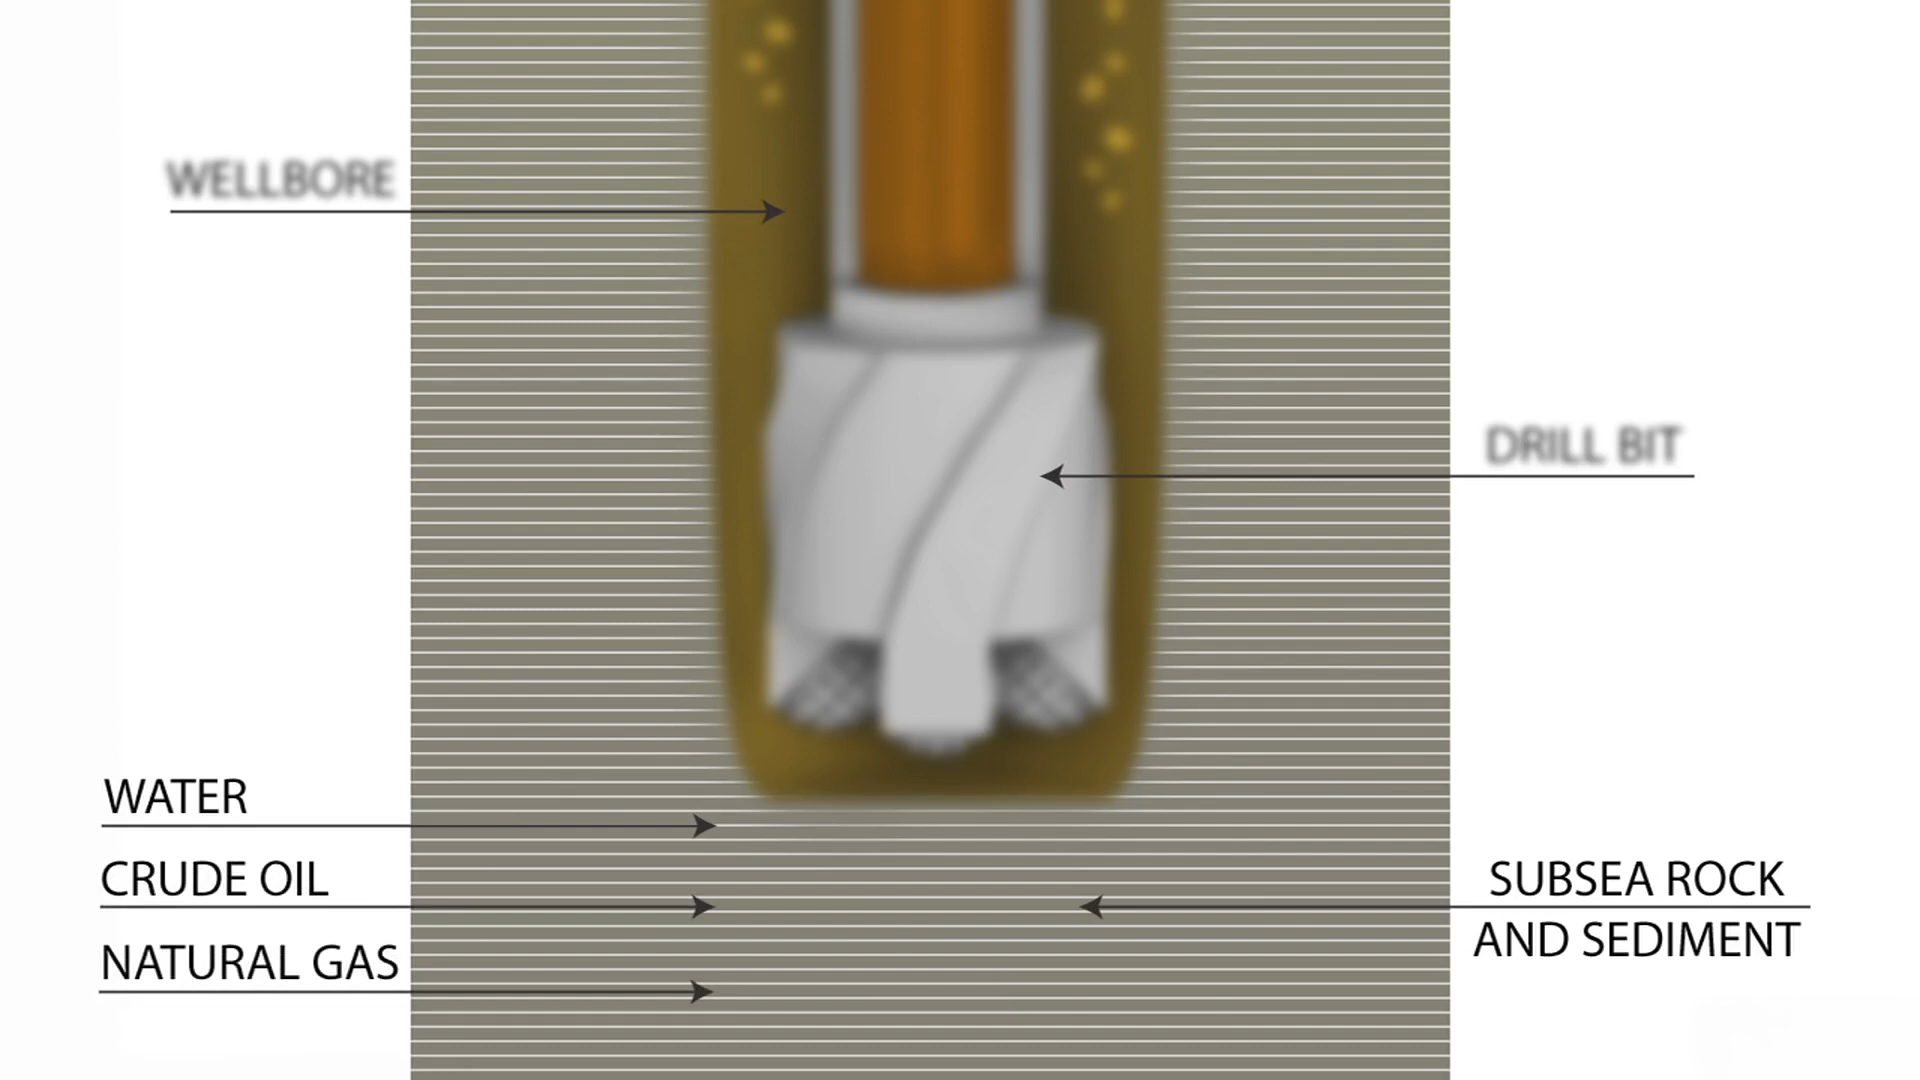 WELLBORE
DRILL BIT
WATER
CRUDE OIL
NATURAL GAS
SUBSEA ROCK
AND SEDIMENT